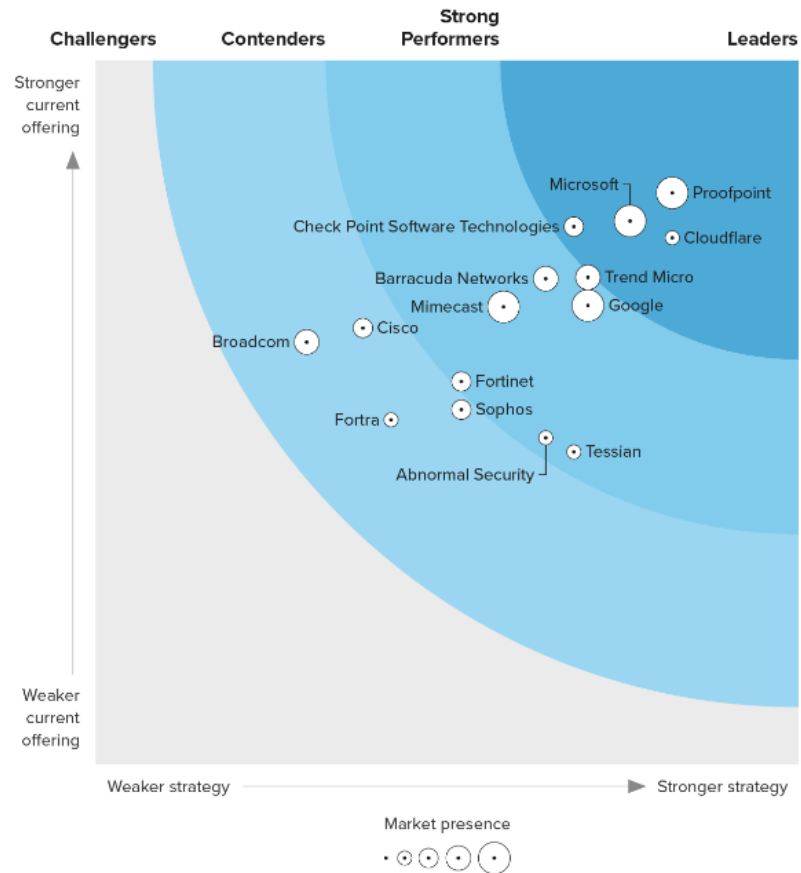 Challengers
Contenders
Strong
Performers
Leaders
Stronger
current
offering
Microsoft
Proofpoint
Check Point Software Technologies
Cloudflare
Barracuda Networks
Trend Micro
Mimecast
Google
Cisco
Broadcom
Fortinet
Sophos
Fortra
Tessian
Abnormal Security
Weaker
current
offering
Weaker strategy
Stronger strategy
Market presence